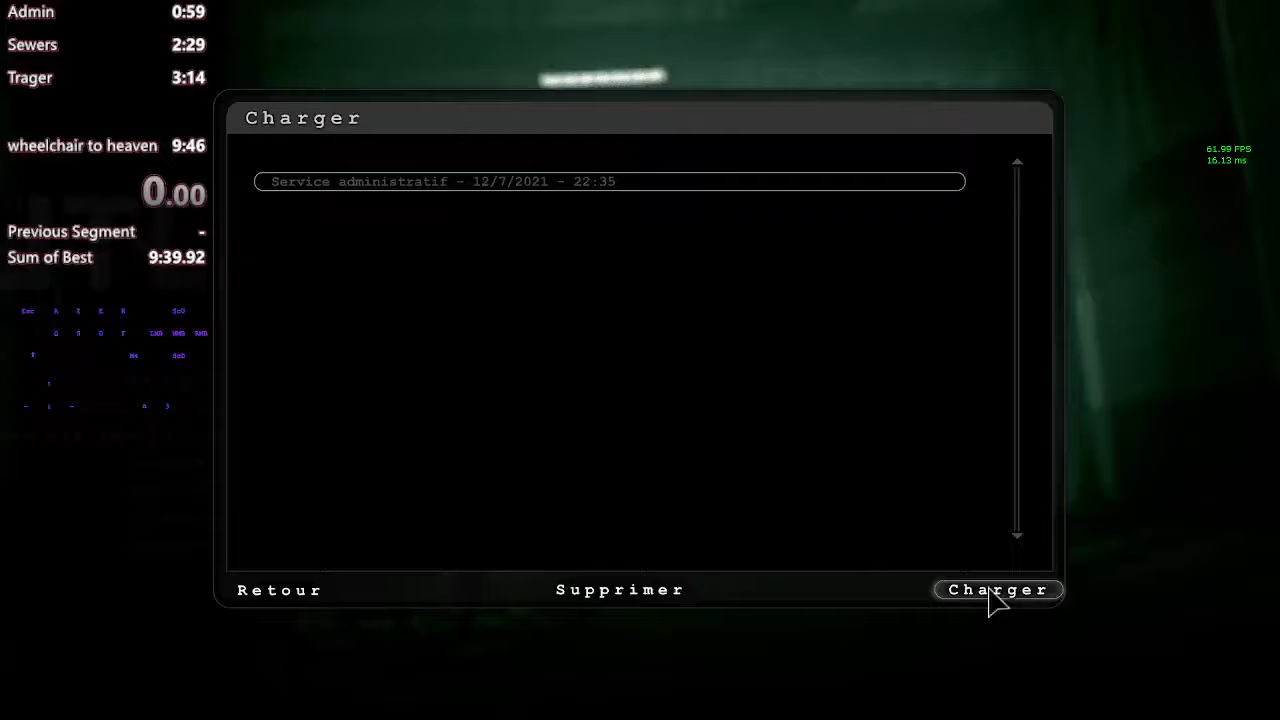 Admin 0:59
Sewers 2:29
Trager 3:14
wheelchair to heaven 9:46
0.00
Previous Segment -
Sum of Best 9:39.92
Charger
Service administratif - 12/7/2021 - 22:35
Retour Supprimer Charger
61.99 FPS
16.13 ms